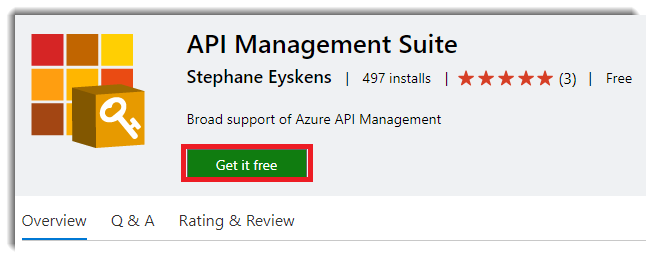 API Management Suite
Stephane Eyskens | 497 installs | ★★★★★ (3) | Free
Broad support of Azure API Management
Get it free
Overview Q & A Rating & Review